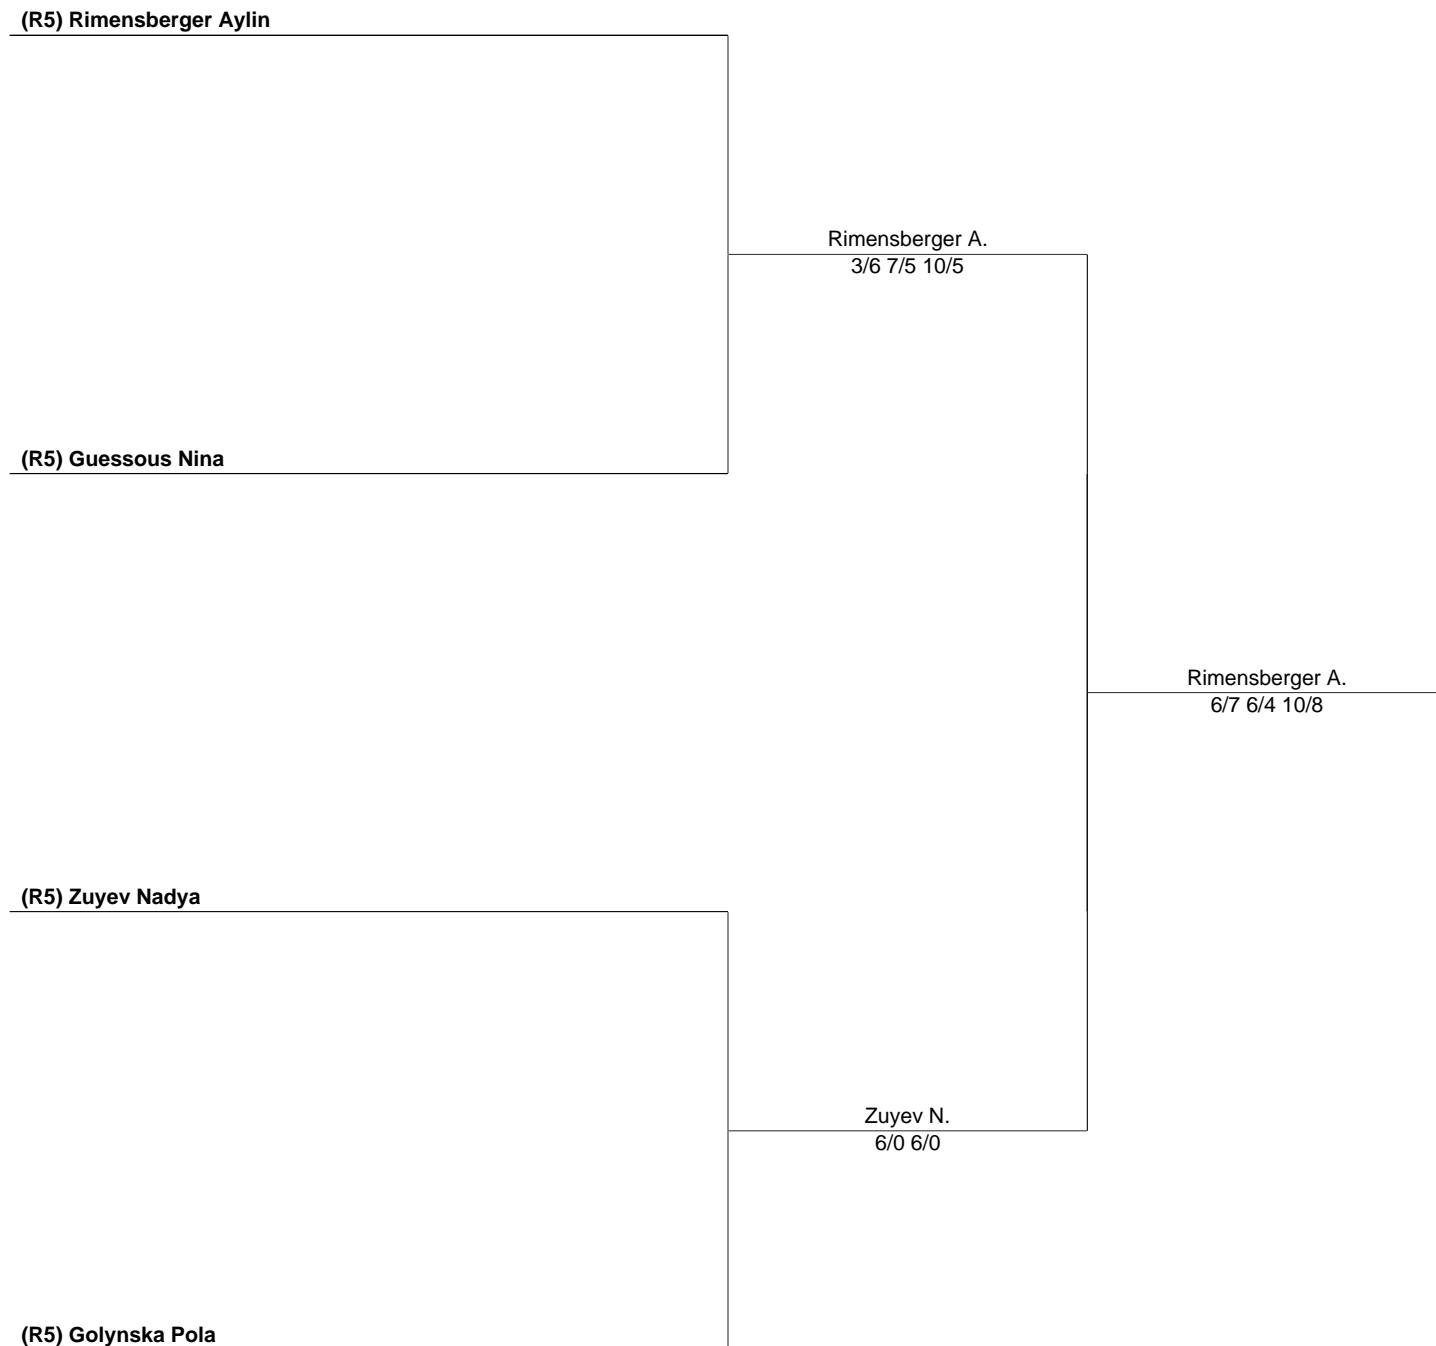 (R5) Rimensberger Aylin
Rimensberger A.
3/6 7/5 10/5
(R5) Guessous Nina
Rimensberger A.
6/7 6/4 10/8
(R5) Zuyev Nadya
Zuyev N.
6/0 6/0
(R5) Golynska Pola